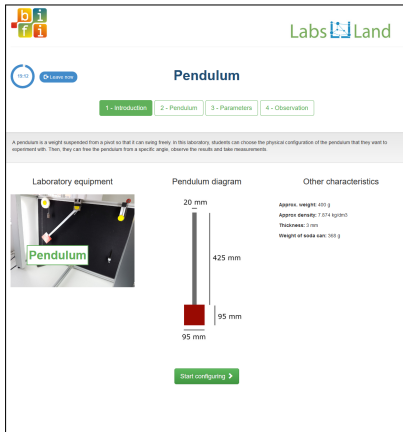 bifi
LabsLand
19:12
Leave now
Pendulum
1 - Introduction
2 - Pendulum
3 - Parameters
4 - Observation
A pendulum is a weight suspended from a pivot so that it can swing freely. In this laboratory, students can choose the physical configuration of the pendulum that they want to
experiment with. Then, they can free the pendulum from a specific angle, observe the results and take measurements
Laboratory equipment
Pendulum diagram
Other characteristics
Pendulum
20 mm
425 mm
95 mm
95 mm
Approx. weight: 400 g
Approx density: 7.874 kg/dm3
Thickness: 3 mm
Weight of soda can: 368 g
Start configuring